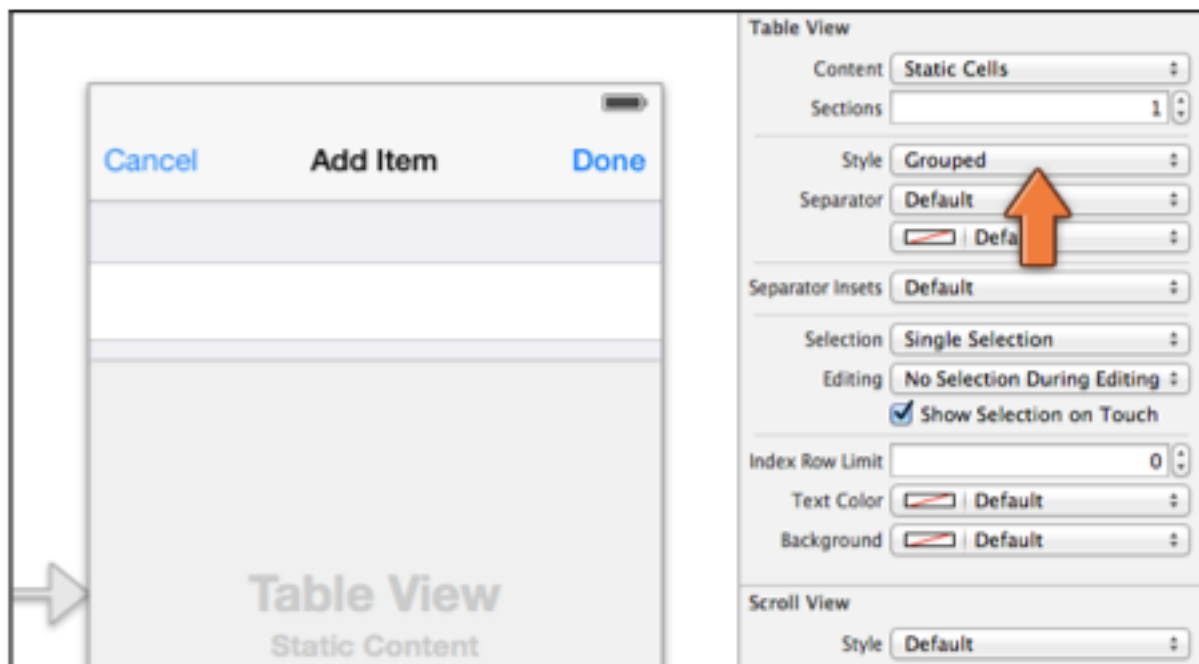 Cancel
Add Item
Done
Table View
Static Content
Table View
Content Static Cells
Sections 1
Style Grouped
Separator Default
Separator Insets Default
Selection Single Selection
Editing No Selection During Editing
Show Selection on Touch
Index Row Limit 0
Text Color Default
Background Default
Scroll View
Style Default